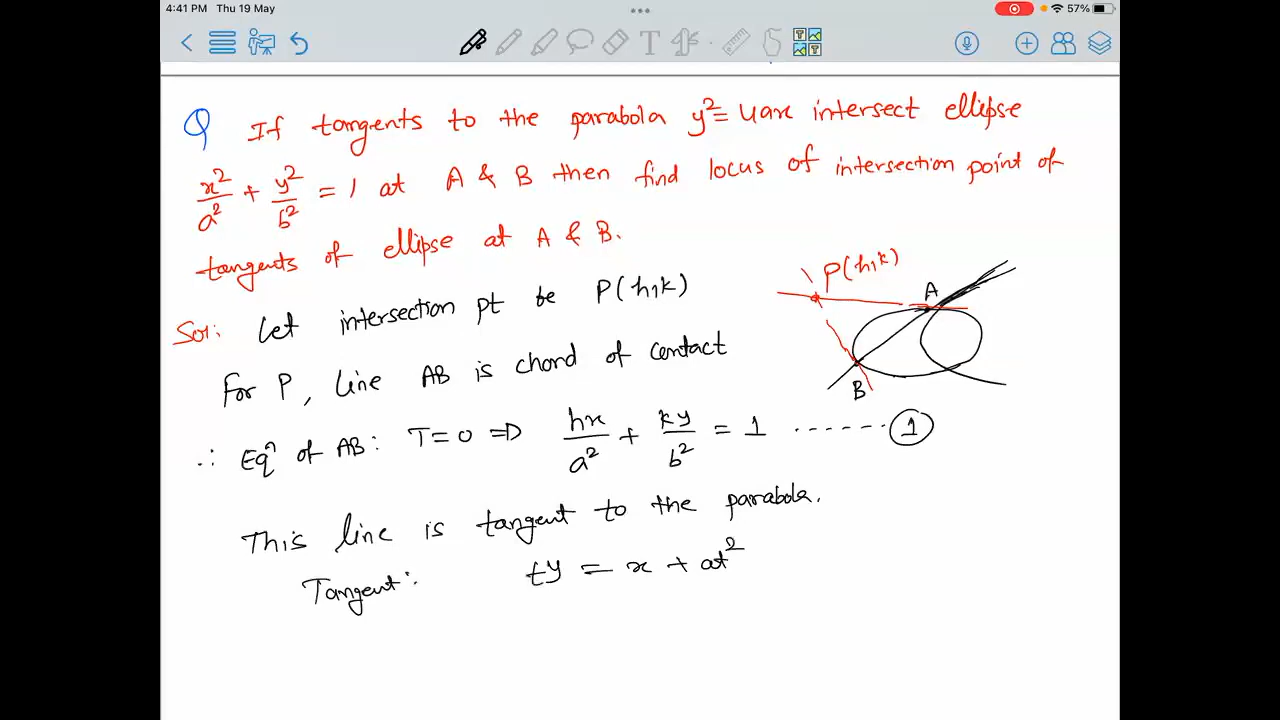 4:41 PM Thu 19 May
57%
Q If tangents to the parabola y² = 4ax intersect ellipse
x²/a² + y²/b² = 1 at A & B then find locus of intersection point of
tangents of ellipse at A & B.
Sol: Let intersection pt be P(h,k)
For P, line AB is chord of contact
∴ Eqⁿ of AB: T=0 ⇒ hx/a² + ky/b² = 1 ...... ①
This line is tangent to the parabola.
Tangent: ty = x + at²
P(h,k)
A
B